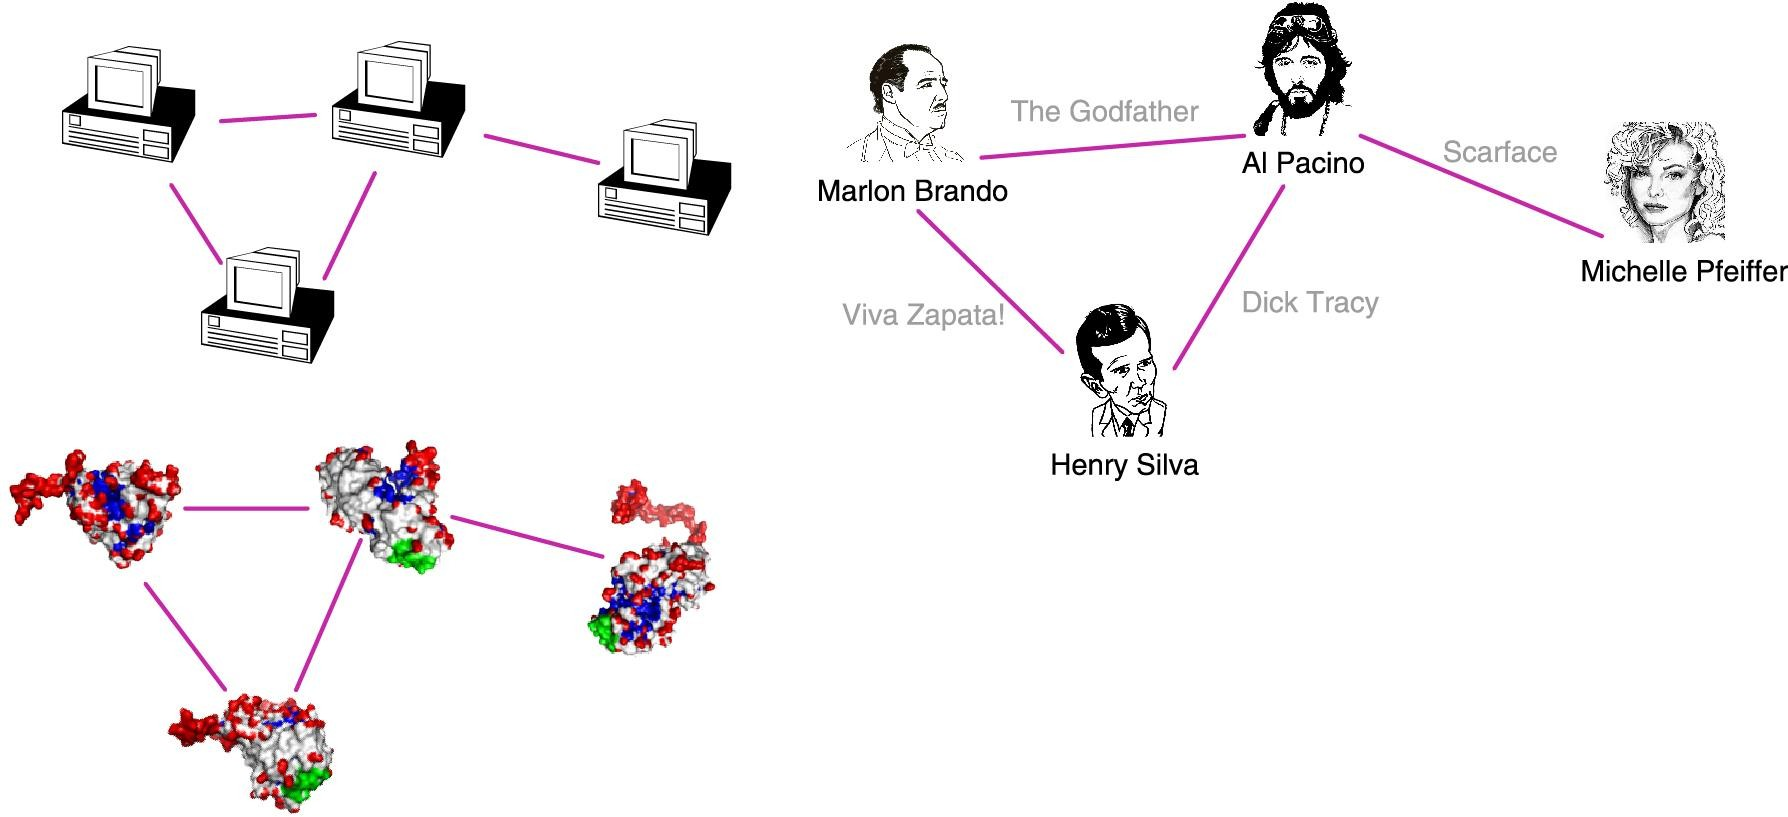 The Godfather
Scarface
Al Pacino
Marlon Brando
Michelle Pfeiffer
Viva Zapata!
Dick Tracy
Henry Silva